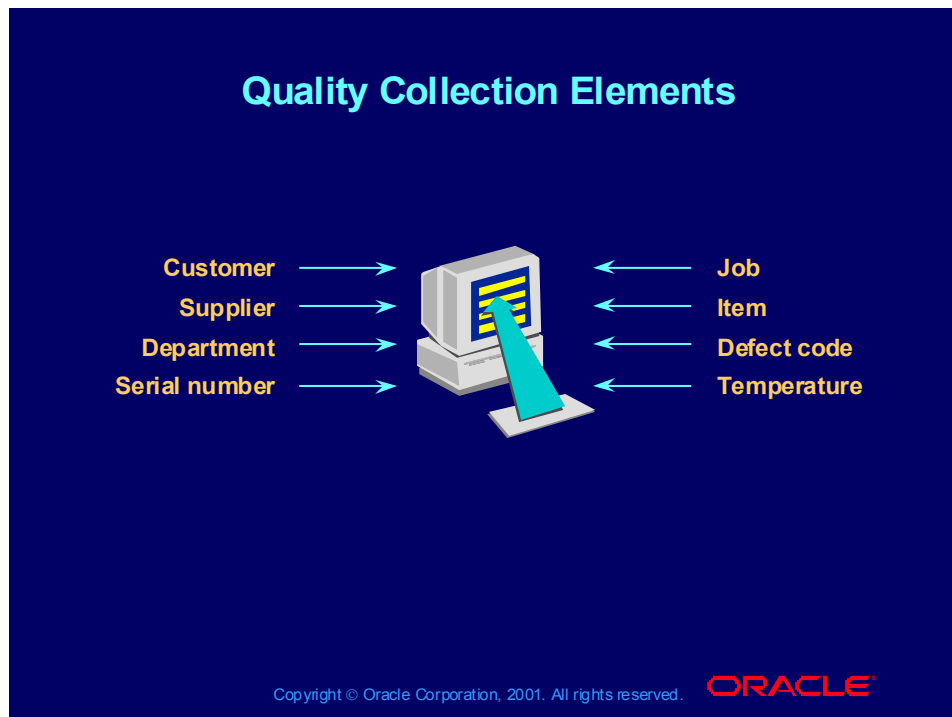 Quality Collection Elements
Customer
Supplier
Department
Serial number
Job
Item
Defect code
Temperature
Copyright © Oracle Corporation, 2001. All rights reserved.
ORACLE®